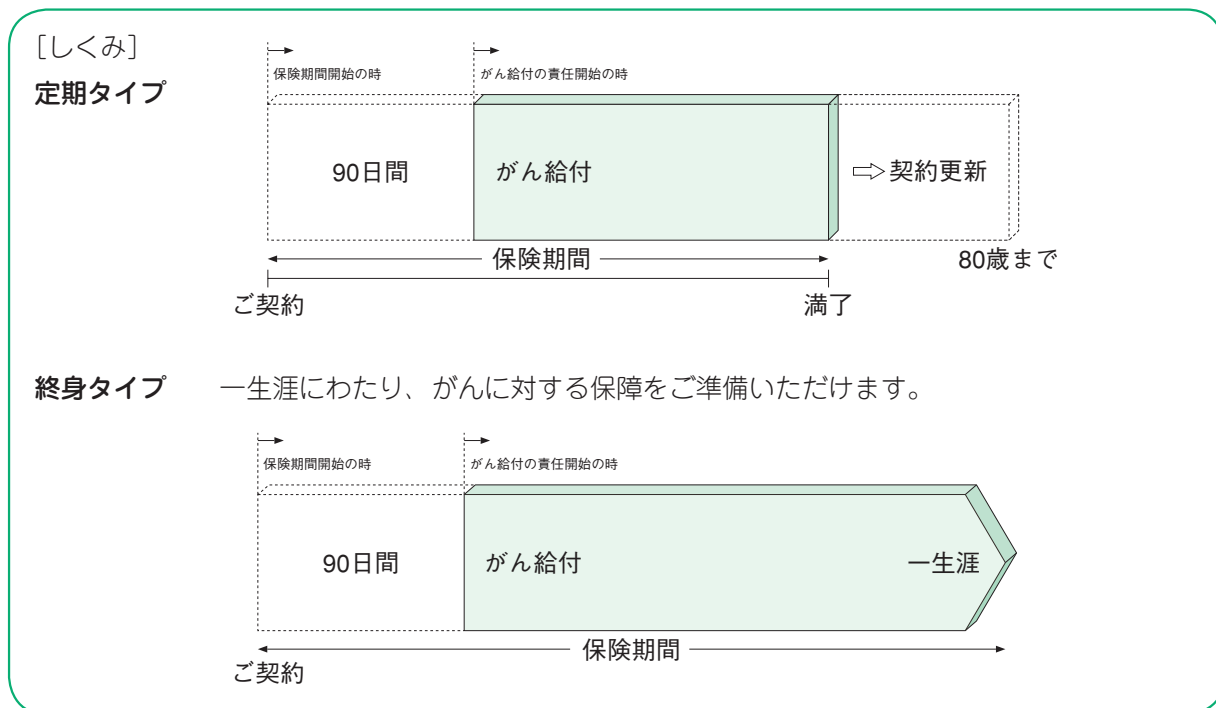 [しくみ]
定期タイプ
保険期間開始の時
がん給付の責任開始の時
90日間
がん給付
⇨契約更新
保険期間
80歳まで
ご契約
満了
終身タイプ 一生涯にわたり、がんに対する保障をご準備いただけます。
保険期間開始の時
がん給付の責任開始の時
90日間
がん給付
一生涯
保険期間
ご契約